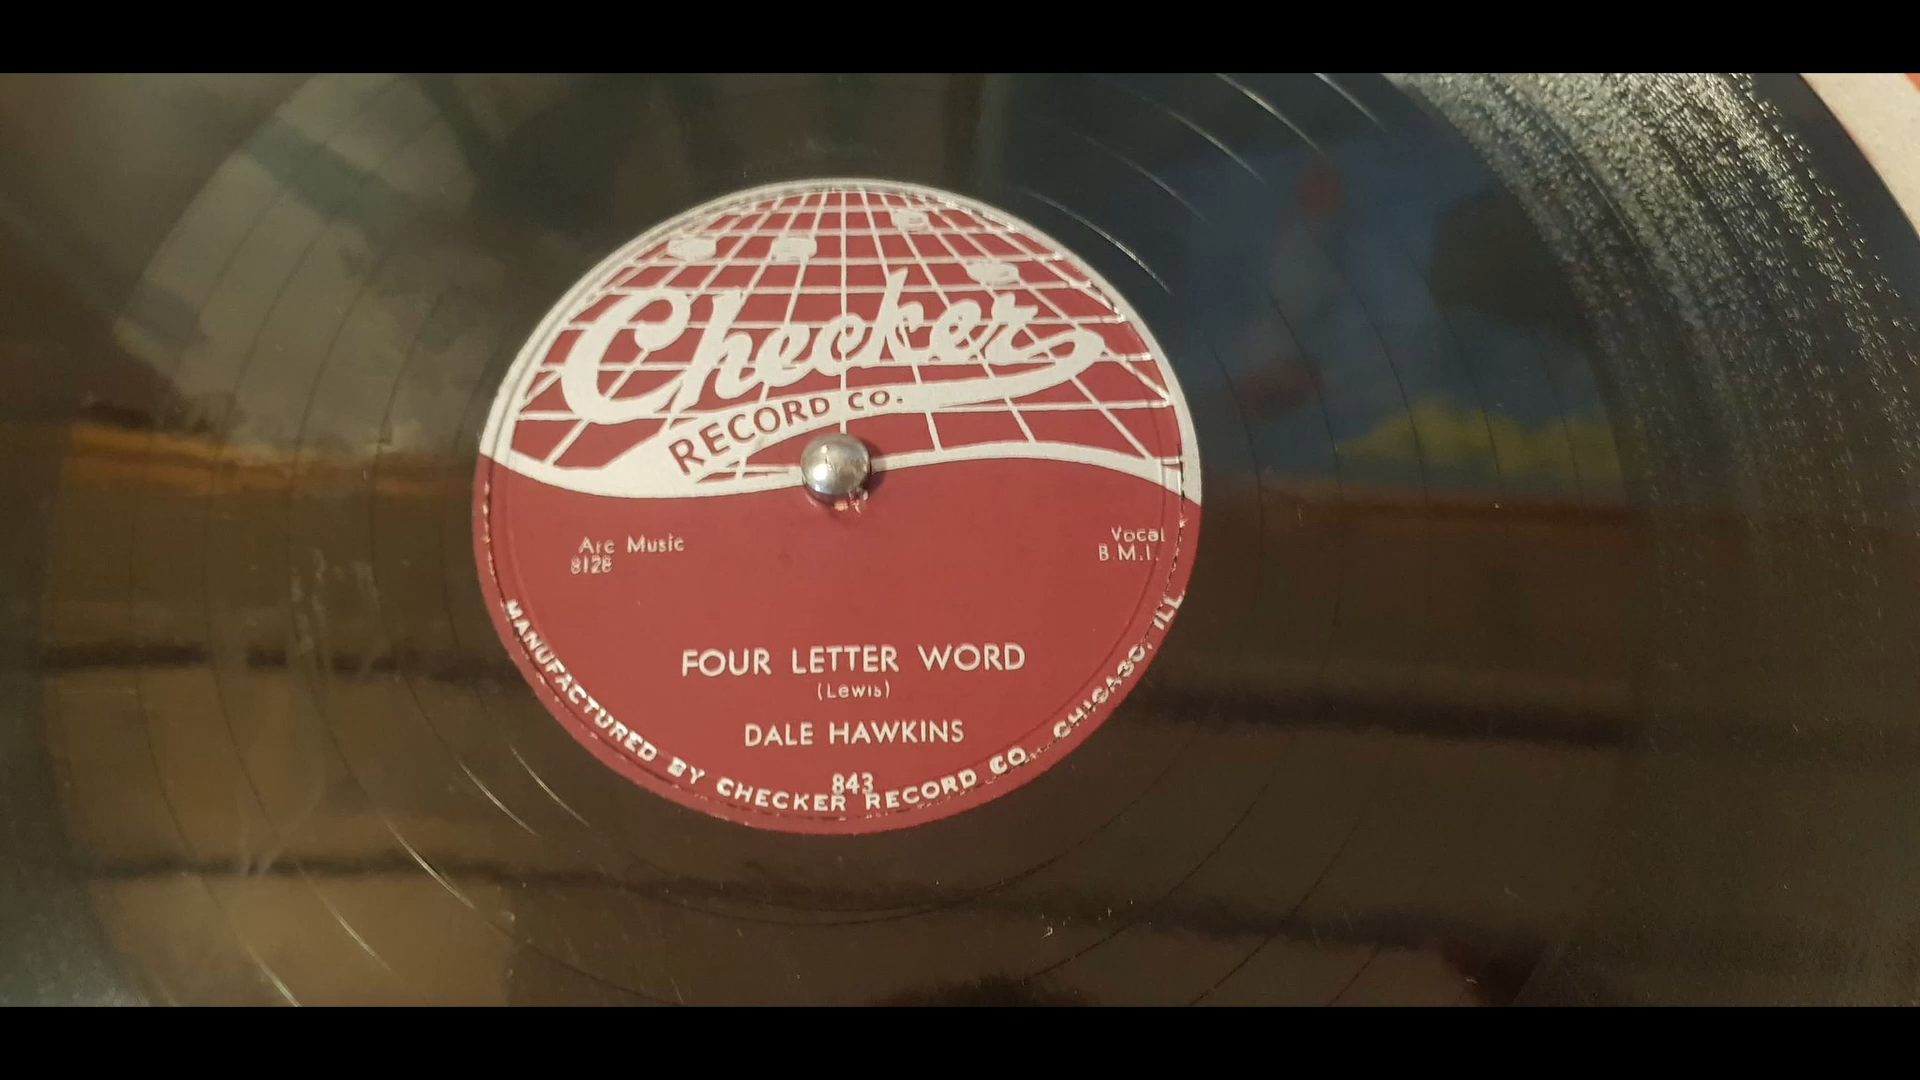 Checker
RECORD CO.
Arc Music
8128
Vocal
B.M.I.
FOUR LETTER WORD
(Lewis)
DALE HAWKINS
843
MANUFACTURED BY CHECKER RECORD CO., CHICAGO, ILL.